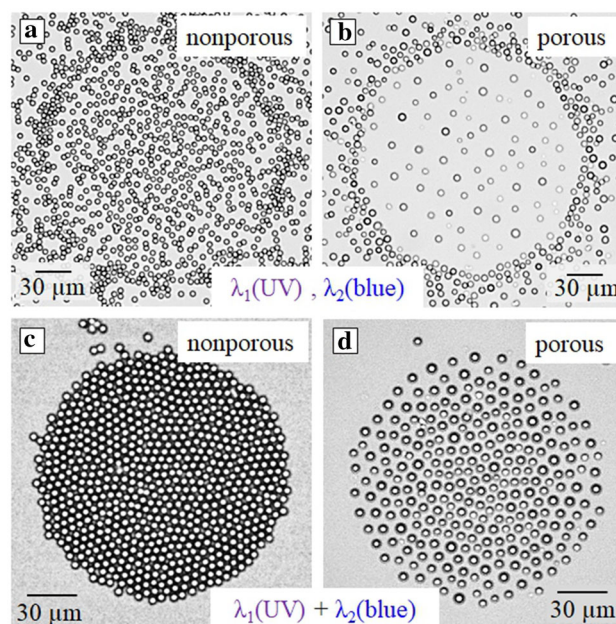 a nonporous
b porous
30 µm
30 µm
λ₁(UV) , λ₂(blue)
c nonporous
d porous
30 µm
30 µm
λ₁(UV) + λ₂(blue)